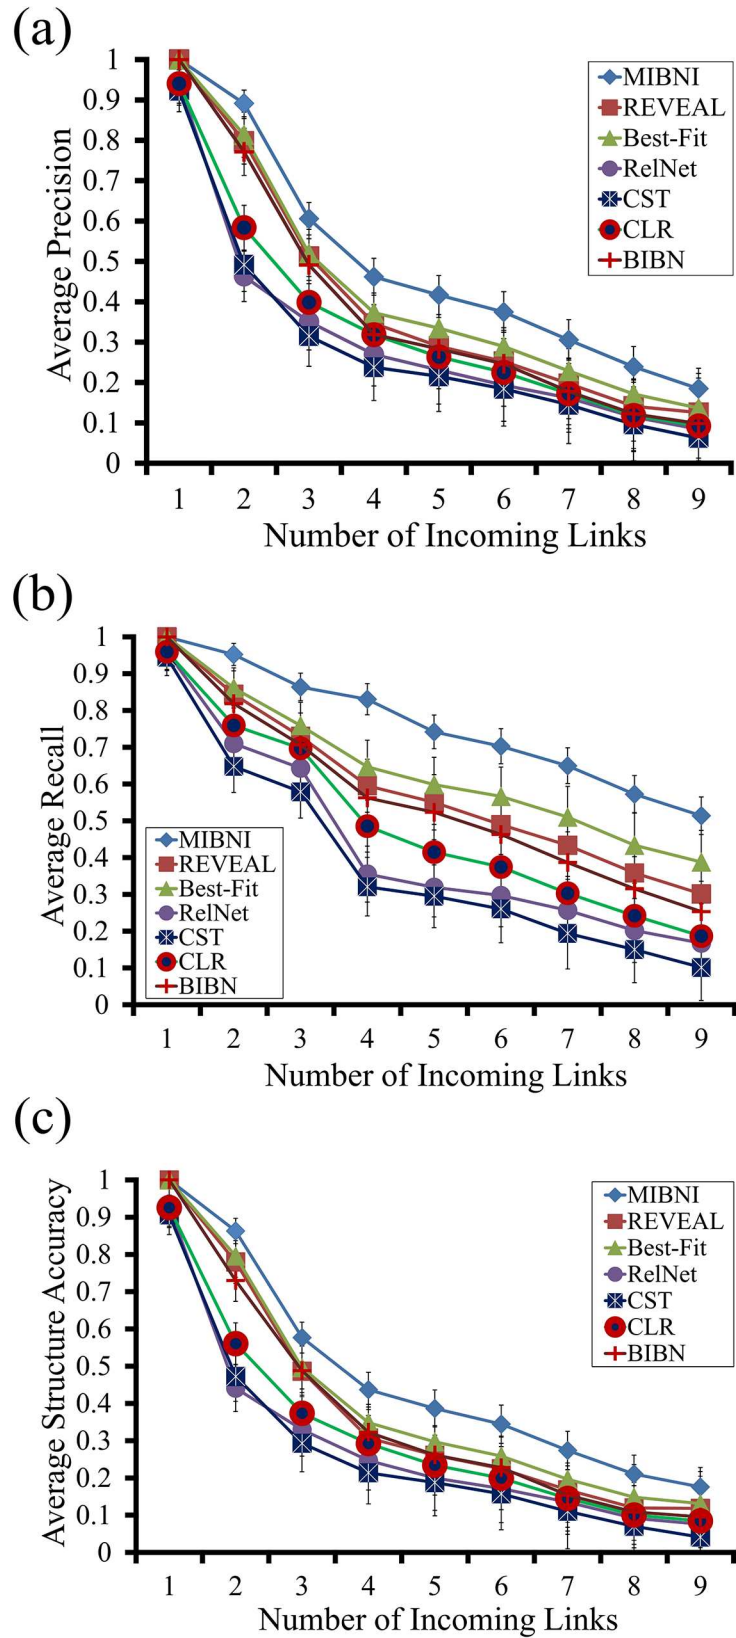 (a)
Average Precision
1
0.9
0.8
0.7
0.6
0.5
0.4
0.3
0.2
0.1
0
MIBNI
REVEAL
Best-Fit
RelNet
CST
CLR
BIBN
1 2 3 4 5 6 7 8 9
Number of Incoming Links
(b)
Average Recall
1
0.9
0.8
0.7
0.6
0.5
0.4
0.3
0.2
0.1
0
MIBNI
REVEAL
Best-Fit
RelNet
CST
CLR
BIBN
1 2 3 4 5 6 7 8 9
Number of Incoming Links
(c)
Average Structure Accuracy
1
0.9
0.8
0.7
0.6
0.5
0.4
0.3
0.2
0.1
0
MIBNI
REVEAL
Best-Fit
RelNet
CST
CLR
BIBN
1 2 3 4 5 6 7 8 9
Number of Incoming Links